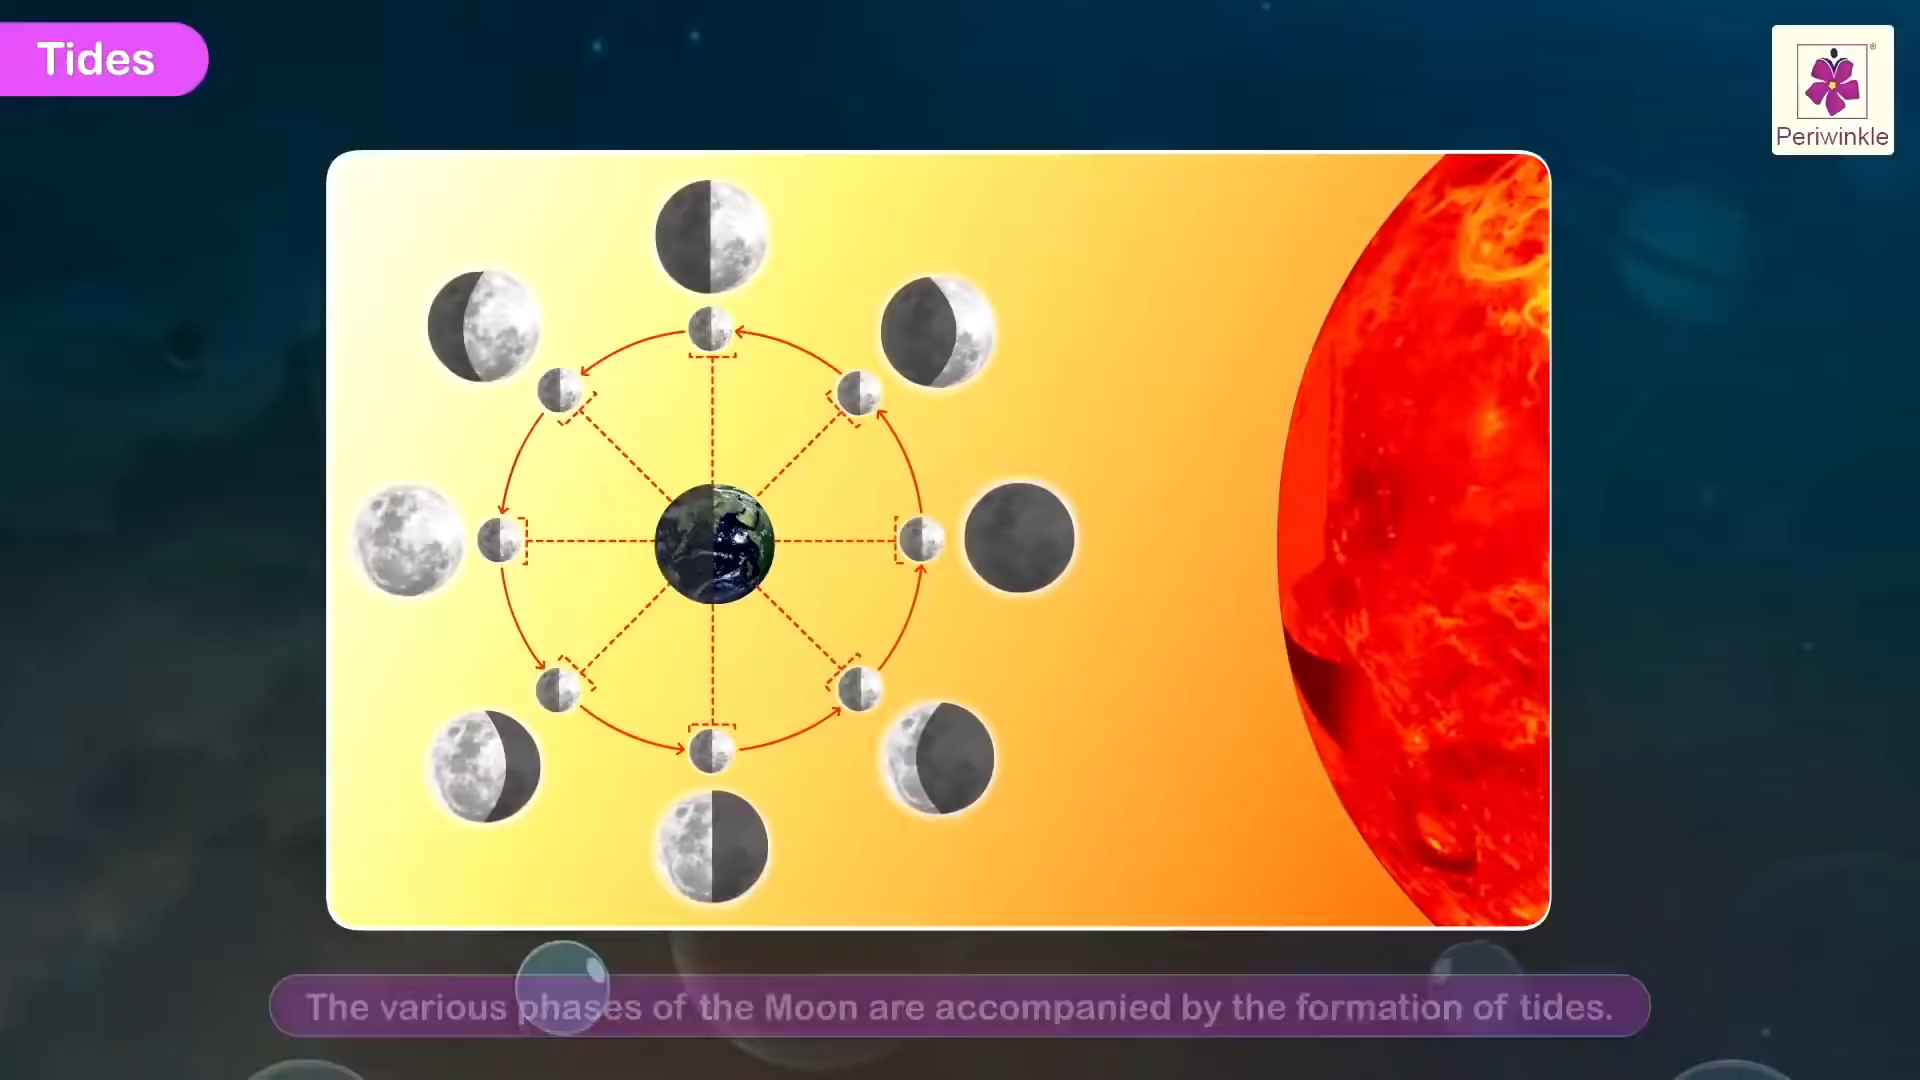 Tides
®
Periwinkle
The various phases of the Moon are accompanied by the formation of tides.